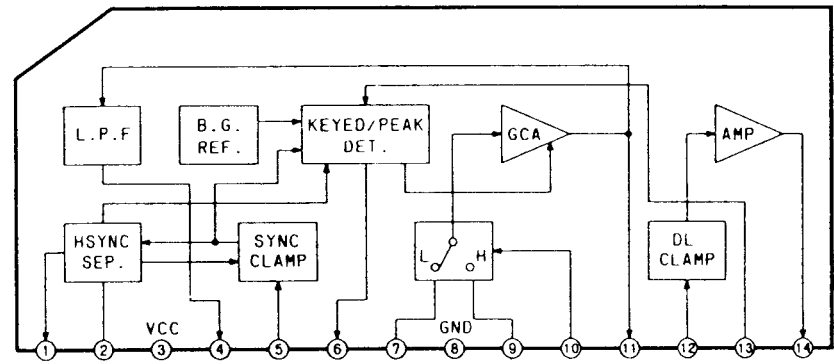 L.P.F
B.G.
REF.
KEYED/PEAK
DET.
GCA
AMP
HSYNC
SEP.
SYNC
CLAMP
L
H
DL
CLAMP
VCC
GND
1 2 3 4 5 6 7 8 9 10 11 12 13 14